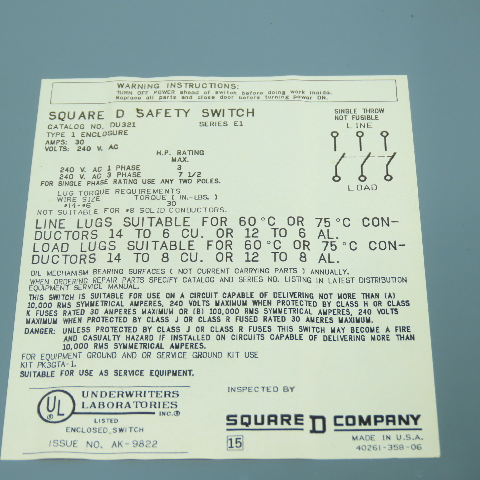 WARNING INSTRUCTIONS:
TURN OFF POWER ahead of switch before doing work inside.
Replace all parts and close door before turning power ON.
SQUARE D SAFETY SWITCH
CATALOG NO. DU321 SERIES E1
TYPE 1 ENCLOSURE
AMPS: 30
VOLTS: 240 V. AC
H.P. RATING
MAX.
240 V. AC 1 PHASE 3
240 V. AC 3 PHASE 7 1/2
FOR SINGLE PHASE RATING USE ANY TWO POLES.
SINGLE THROW
NOT FUSIBLE
LINE
LOAD
LUG TORQUE REQUIREMENTS
WIRE SIZE TORQUE (IN.-LBS.)
#14-#6 30
NOT SUITABLE FOR #8 SOLID CONDUCTORS.
LINE LUGS SUITABLE FOR 60°C OR 75°C CON-
DUCTORS 14 TO 6 CU. OR 12 TO 6 AL.
LOAD LUGS SUITABLE FOR 60°C OR 75°C CON-
DUCTORS 14 TO 8 CU. OR 12 TO 8 AL.
OIL MECHANISM BEARING SURFACES (NOT CURRENT CARRYING PARTS) ANNUALLY.
WHEN ORDERING REPAIR PARTS SPECIFY CATALOG AND SERIES NO. LISTING IN LATEST DISTRIBUTION
EQUIPMENT SERVICE MANUAL.
THIS SWITCH IS SUITABLE FOR USE ON A CIRCUIT CAPABLE OF DELIVERING NOT MORE THAN (A)
10,000 RMS SYMMETRICAL AMPERES, 240 VOLTS MAXIMUM WHEN PROTECTED BY CLASS H OR CLASS
K FUSES RATED 30 AMPERES MAXIMUM OR (B) 100,000 RMS SYMMETRICAL AMPERES, 240 VOLTS
MAXIMUM WHEN PROTECTED BY CLASS J OR CLASS R FUSES RATED 30 AMERES MAXIMUM.
DANGER: UNLESS PROTECTED BY CLASS J OR CLASS R FUSES THIS SWITCH MAY BECOME A FIRE
AND CASUALTY HAZARD IF INSTALLED ON CIRCUITS CAPABLE OF DELIVERING MORE THAN
10,000 RMS SYMMETRICAL AMPERES.
FOR EQUIPMENT GROUND AND OR SERVICE GROUND KIT USE
KIT PK3GTA-1.
SUITABLE FOR USE AS SERVICE EQUIPMENT.
UL
UNDERWRITERS
LABORATORIES
INC.®
LISTED
ENCLOSED SWITCH
ISSUE NO. AK-9822
INSPECTED BY
SQUARE D COMPANY
15
MADE IN U.S.A.
40261-358-06